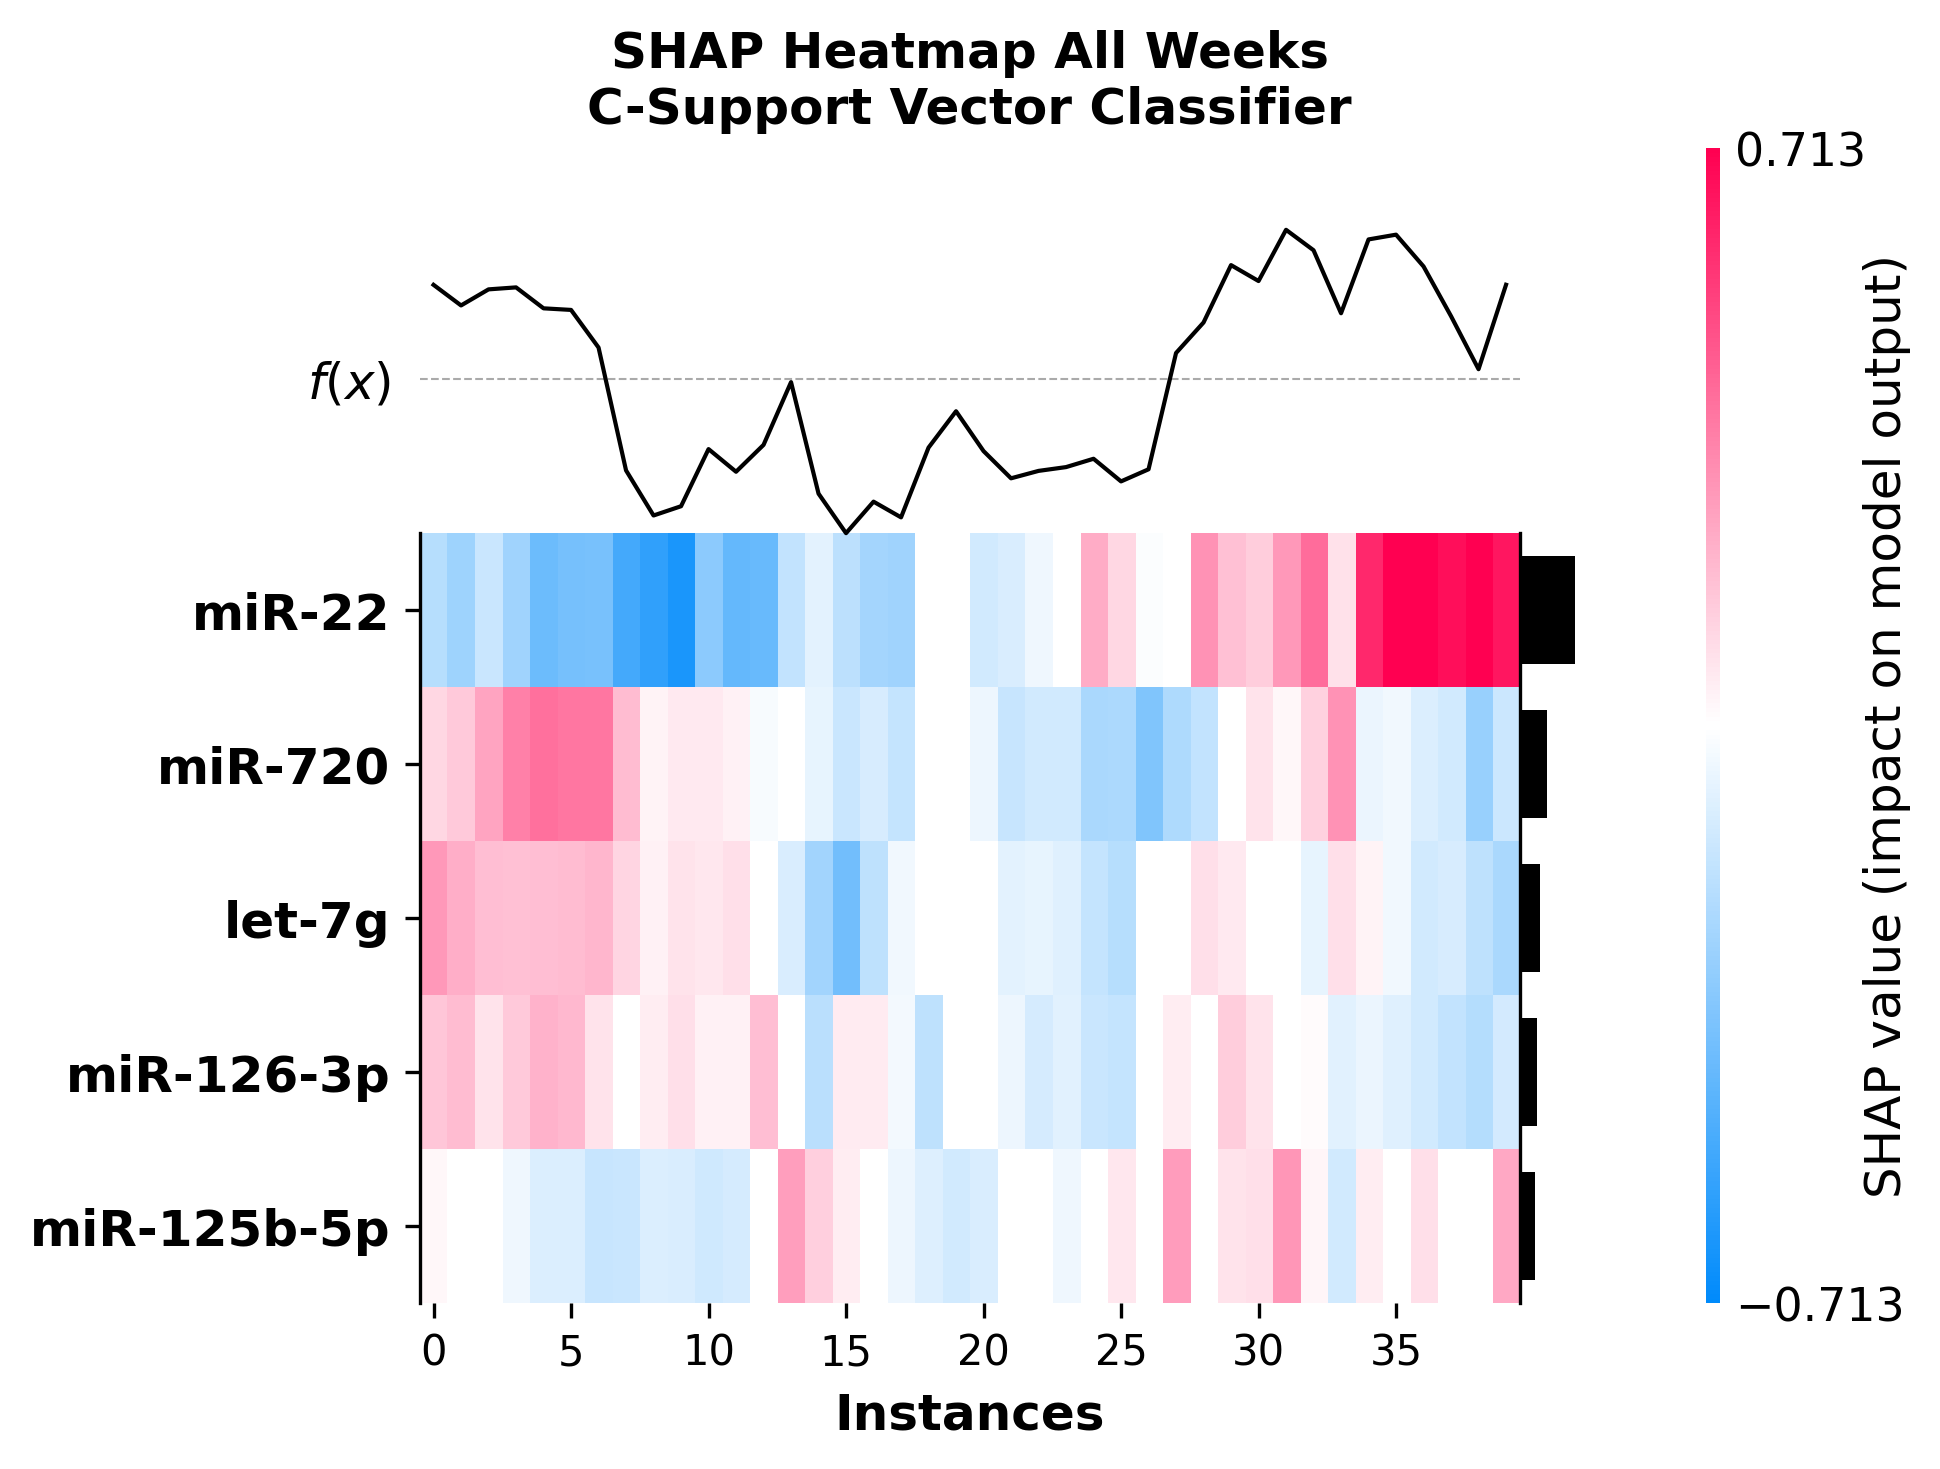 SHAP Heatmap All Weeks
C-Support Vector Classifier
f(x)
miR-22
miR-720
let-7g
miR-126-3p
miR-125b-5p
0 5 10 15 20 25 30 35
Instances
0.713
−0.713
SHAP value (impact on model output)